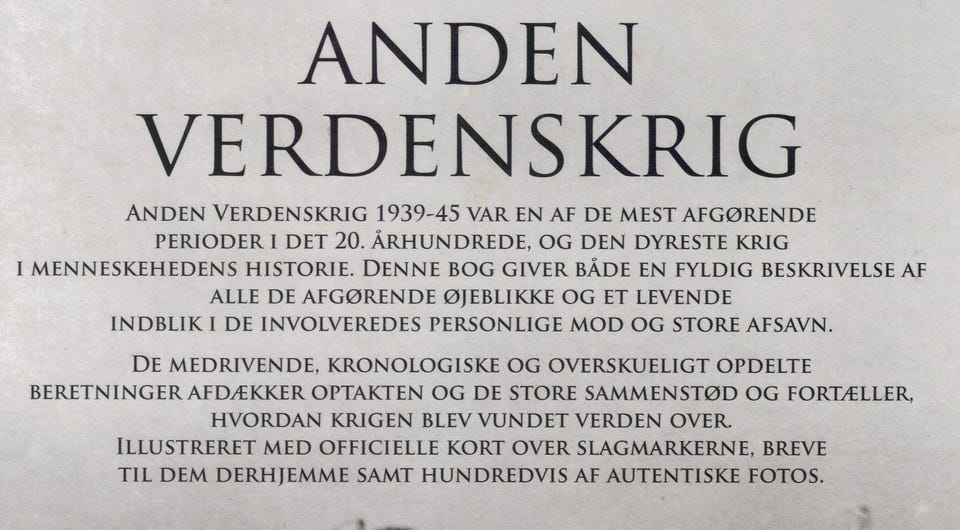 ANDEN
VERDENSKRIG
ANDEN VERDENSKRIG 1939-45 VAR EN AF DE MEST AFGØRENDE
PERIODER I DET 20. ÅRHUNDREDE, OG DEN DYRESTE KRIG
I MENNESKEHEDENS HISTORIE. DENNE BOG GIVER BÅDE EN FYLDIG BESKRIVELSE AF
ALLE DE AFGØRENDE ØJEBLIKKE OG ET LEVENDE
INDBLIK I DE INVOLVEREDES PERSONLIGE MOD OG STORE AFSAVN.
DE MEDRIVENDE, KRONOLOGISKE OG OVERSKUELIGT OPDELTE
BERETNINGER AFDÆKKER OPTAKTEN OG DE STORE SAMMENSTØD OG FORTÆLLER,
HVORDAN KRIGEN BLEV VUNDET VERDEN OVER.
ILLUSTRERET MED OFFICIELLE KORT OVER SLAGMARKERNE, BREVE
TIL DEM DERHJEMME SAMT HUNDREDVIS AF AUTENTISKE FOTOS.